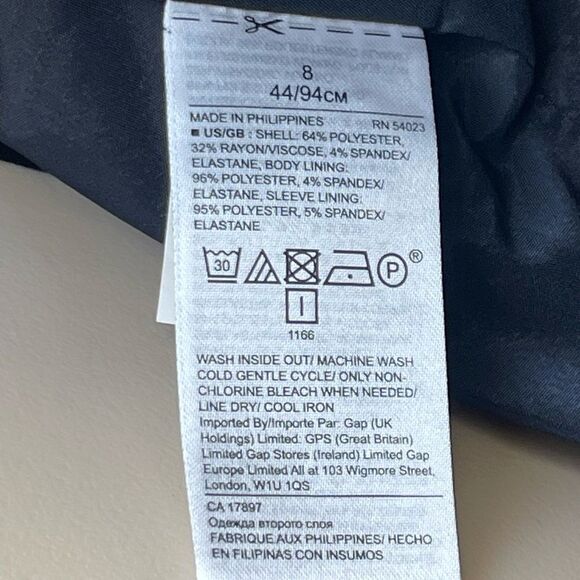 8
44/94CM
MADE IN PHILIPPINES RN 54023
■ US/GB : SHELL: 64% POLYESTER,
32% RAYON/VISCOSE, 4% SPANDEX/
ELASTANE, BODY LINING:
96% POLYESTER, 4% SPANDEX/
ELASTANE, SLEEVE LINING:
95% POLYESTER, 5% SPANDEX/
ELASTANE
30 P ®
1166
WASH INSIDE OUT/ MACHINE WASH
COLD GENTLE CYCLE/ ONLY NON-
CHLORINE BLEACH WHEN NEEDED/
LINE DRY/ COOL IRON
Imported By/Importe Par: Gap (UK
Holdings) Limited: GPS (Great Britain)
Limited Gap Stores (Ireland) Limited Gap
Europe Limited All at 103 Wigmore Street,
London, W1U 1QS
CA 17897
Одежда второго слоя
FABRIQUE AUX PHILIPPINES/ HECHO
EN FILIPINAS CON INSUMOS